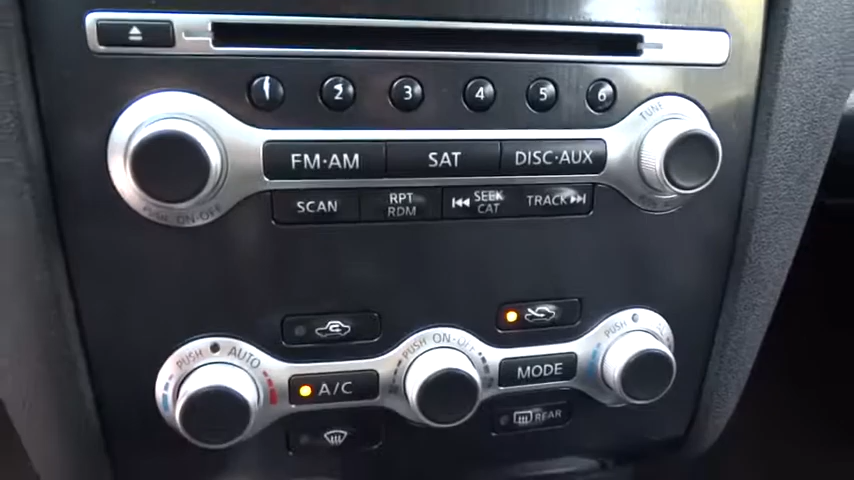 1 2 3 4 5 6
TUNE
FM·AM SAT DISC·AUX
SCAN RPT RDM SEEK CAT TRACK
PUSH ON·OFF
PUSH AUTO PUSH ON·OFF PUSH
A/C MODE
REAR